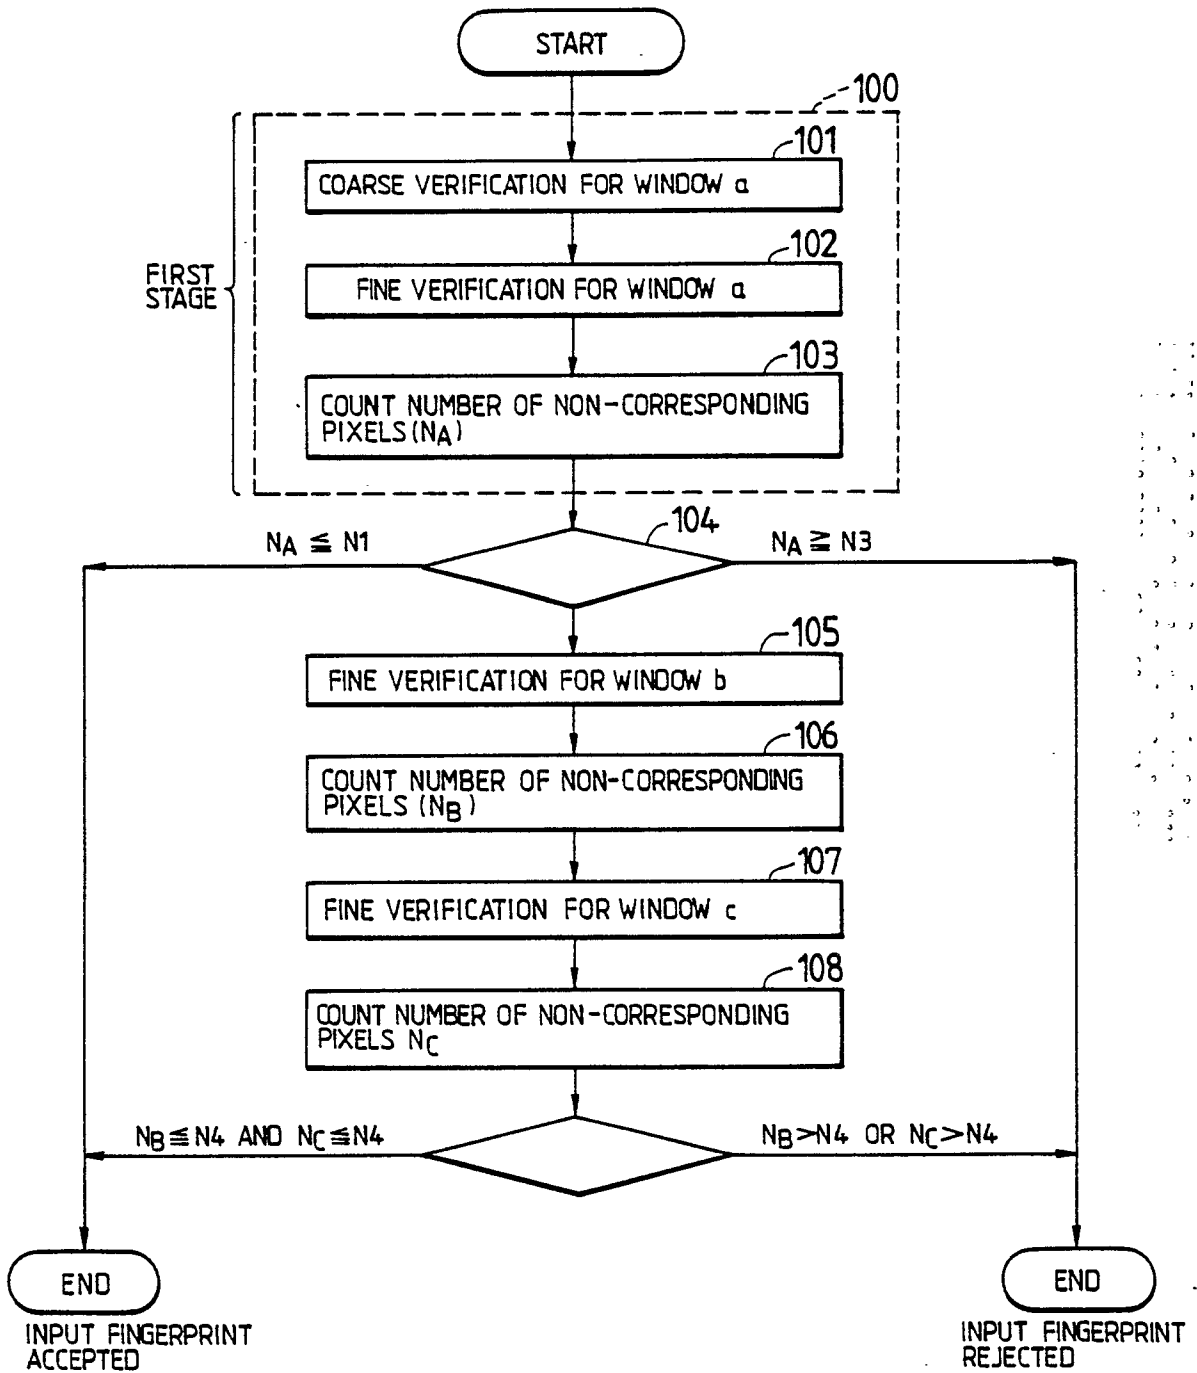 START
100
101
COARSE VERIFICATION FOR WINDOW a
102
FINE VERIFICATION FOR WINDOW a
FIRST
STAGE
103
COUNT NUMBER OF NON-CORRESPONDING
PIXELS (NA)
104
NA ≦ N1
NA ≧ N3
105
FINE VERIFICATION FOR WINDOW b
106
COUNT NUMBER OF NON-CORRESPONDING
PIXELS (NB)
107
FINE VERIFICATION FOR WINDOW c
108
COUNT NUMBER OF NON-CORRESPONDING
PIXELS NC
NB≦N4 AND NC≦N4
NB>N4 OR NC>N4
END
END
INPUT FINGERPRINT
ACCEPTED
INPUT FINGERPRINT
REJECTED